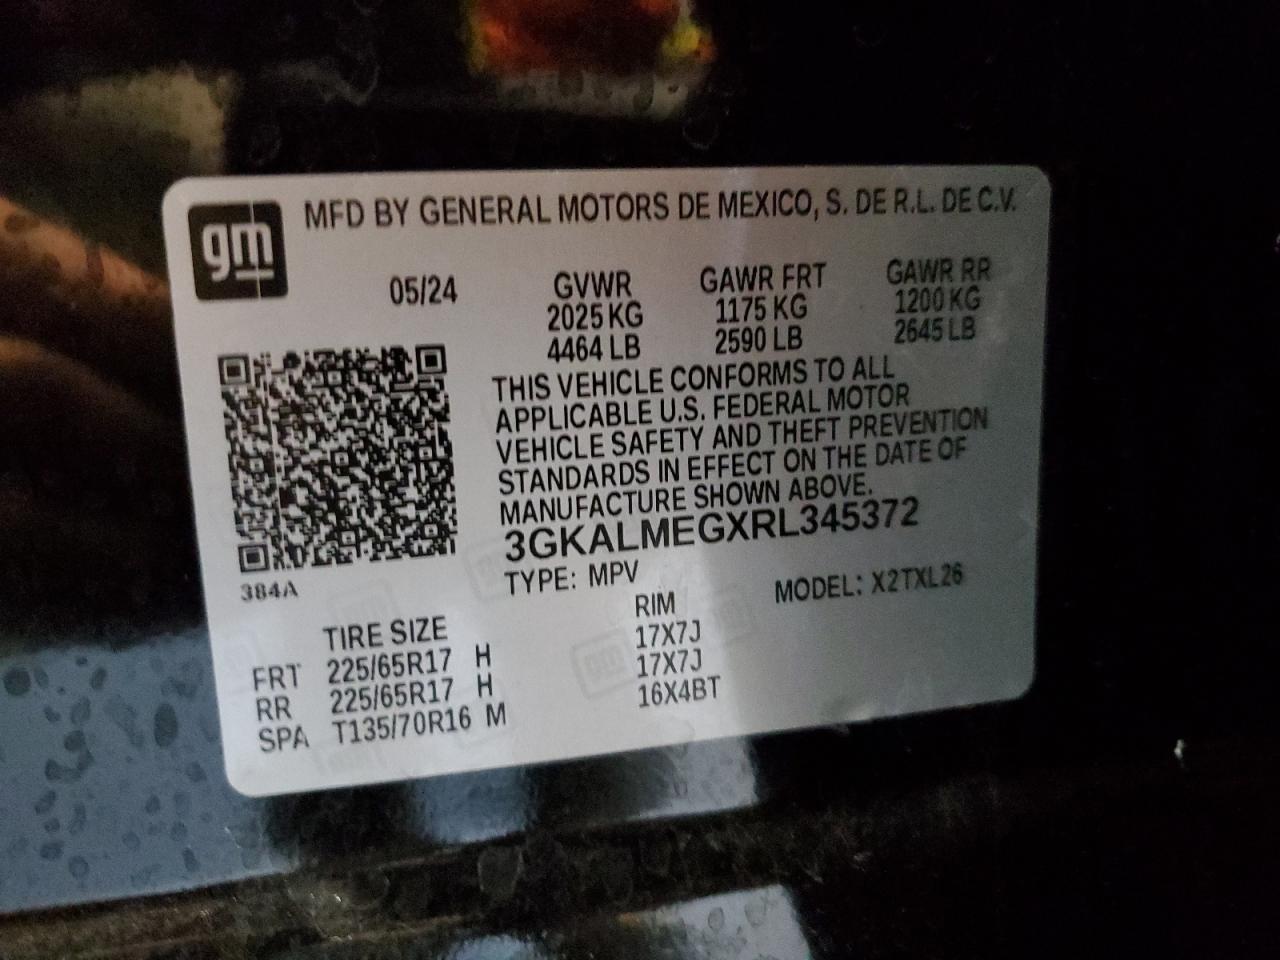 gm
MFD BY GENERAL MOTORS DE MEXICO, S. DE R.L. DE C.V.
05/24 GVWR GAWR FRT GAWR RR
2025 KG 1175 KG 1200 KG
4464 LB 2590 LB 2645 LB
THIS VEHICLE CONFORMS TO ALL
APPLICABLE U.S. FEDERAL MOTOR
VEHICLE SAFETY AND THEFT PREVENTION
STANDARDS IN EFFECT ON THE DATE OF
MANUFACTURE SHOWN ABOVE.
3GKALMEGXRL345372
384A
TYPE: MPV MODEL: X2TXL26
TIRE SIZE RIM
FRT 225/65R17 H 17X7J
RR 225/65R17 H 17X7J
SPA T135/70R16 M 16X4BT